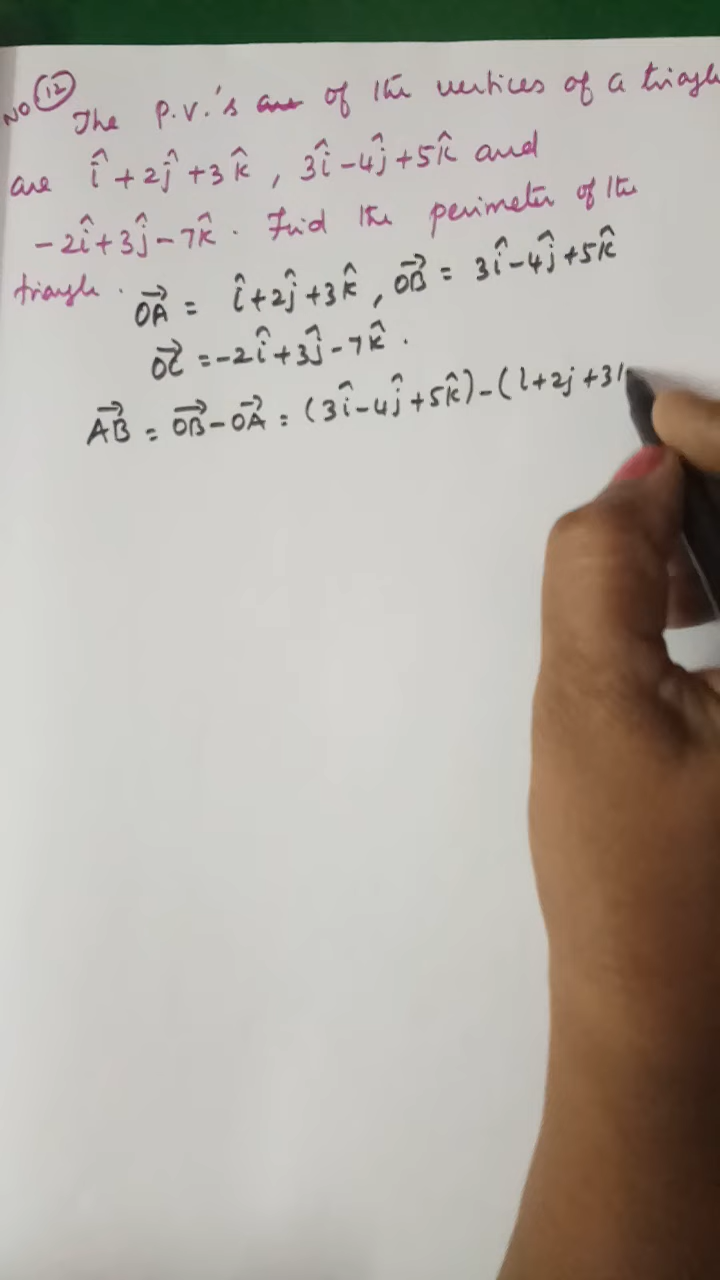 NO 12 The P.V.'s are of the vertices of a triangle
are î + 2ĵ + 3k̂, 3î - 4ĵ + 5k̂ and
-2î + 3ĵ - 7k̂. Find the perimeter of the
triangle. OA⃗ = î + 2ĵ + 3k̂, OB⃗ = 3î - 4ĵ + 5k̂
OC⃗ = -2î + 3ĵ - 7k̂.
AB⃗ = OB⃗ - OA⃗ = (3î - 4ĵ + 5k̂) - (i + 2j + 3